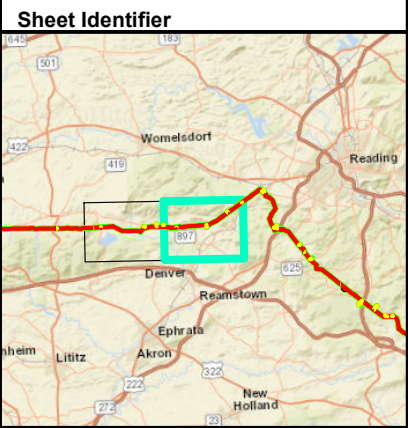 Sheet Identifier
645
183
501
422
Womelsdorf
Reading
419
897
625
Denver
Reamstown
Ephrata
nheim
Lititz
Akron
322
222
New
Holland
272
23